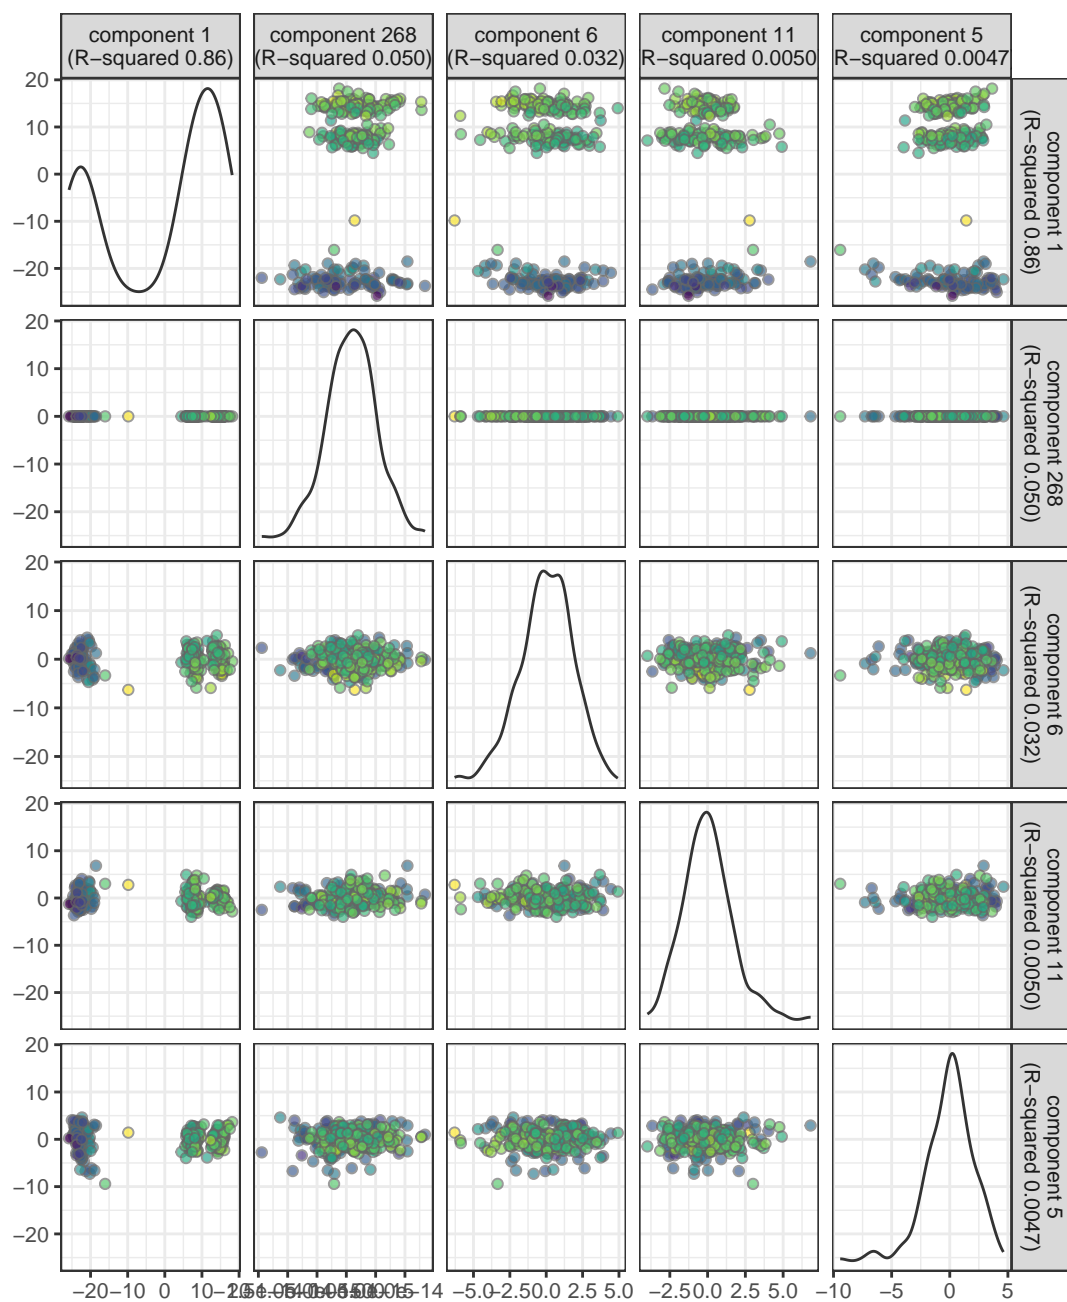 component 1
(R−squared 0.86)
component 268
(R−squared 0.050)
component 6
(R−squared 0.032)
component 11
R−squared 0.0050
component 5
R−squared 0.0047
20
10
0
−10
−20
component 1
(R−squared 0.86)
20
10
0
−10
−20
component 268
(R−squared 0.050)
20
10
0
−10
−20
component 6
(R−squared 0.032)
20
10
0
−10
−20
component 11
(R−squared 0.0050)
20
10
0
−10
−20
component 5
(R−squared 0.0047)
−20 −10 0 10
−5.0 −2.5 0.0 2.5 5.0
−2.5 0.0 2.5 5.0
−10 −5 0 5